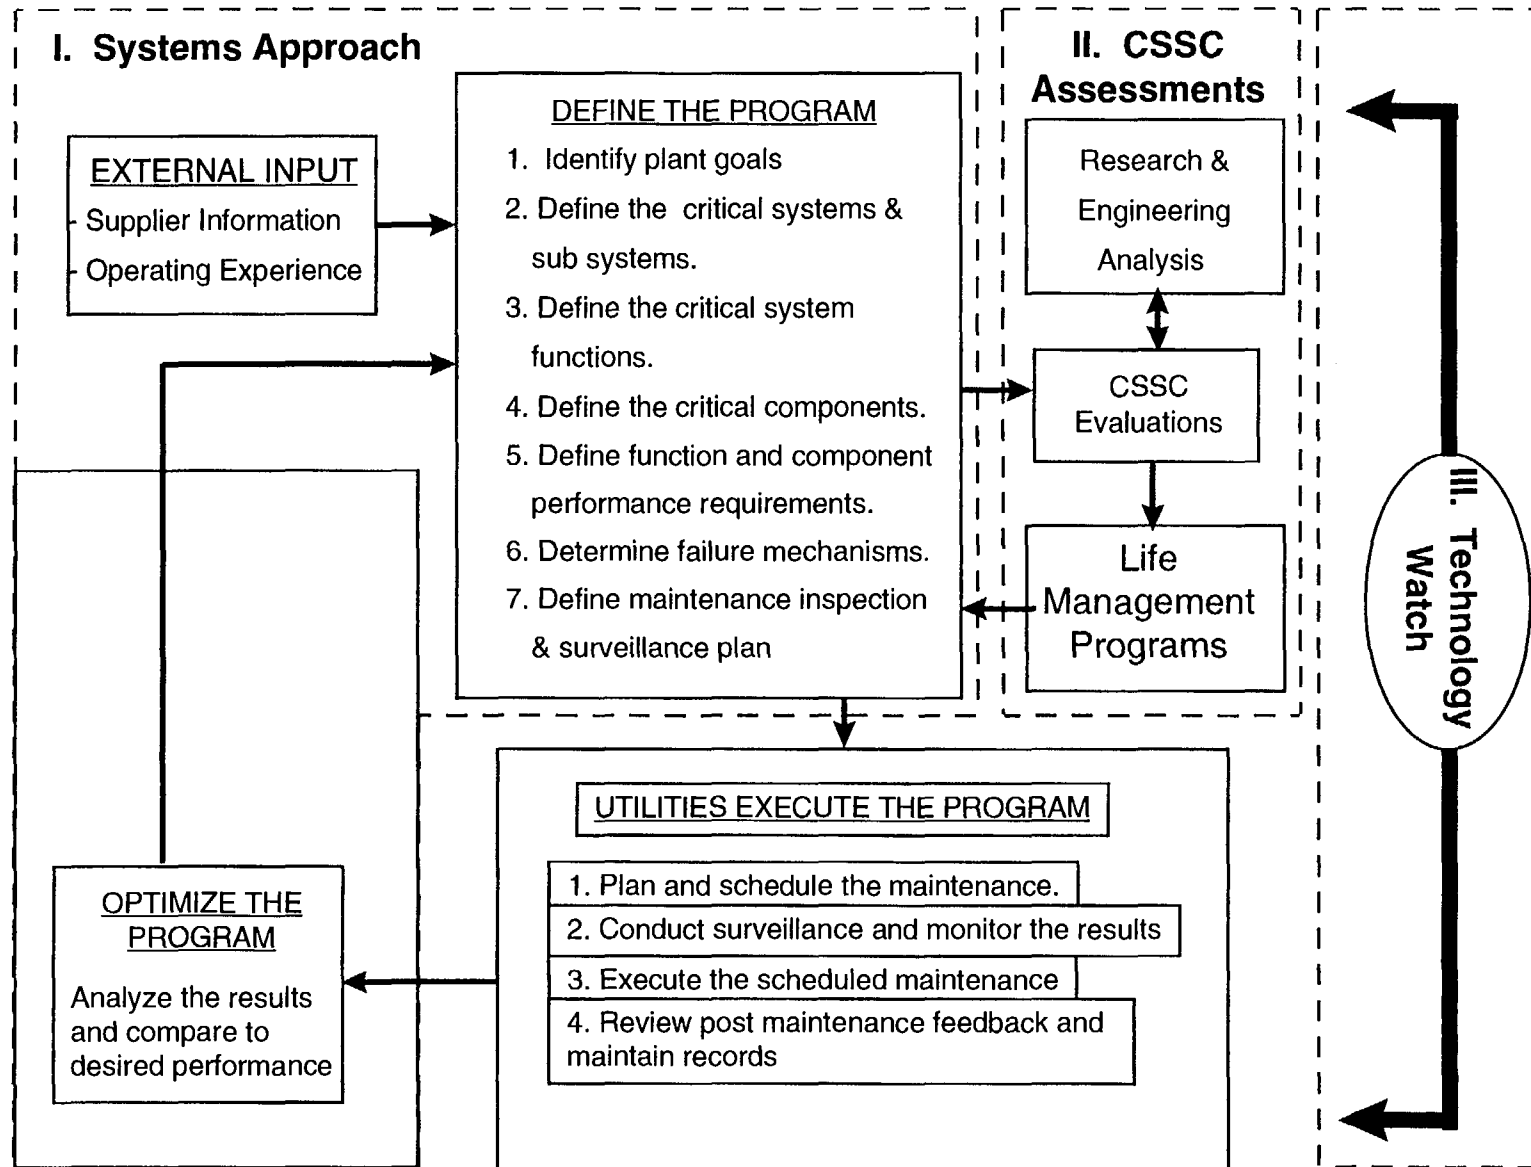 I. Systems Approach
EXTERNAL INPUT
- Supplier Information
- Operating Experience
DEFINE THE PROGRAM
1. Identify plant goals
2. Define the critical systems &
sub systems.
3. Define the critical system
functions.
4. Define the critical components.
5. Define function and component
performance requirements.
6. Determine failure mechanisms.
7. Define maintenance inspection
& surveillance plan
II. CSSC
Assessments
Research &
Engineering
Analysis
CSSC
Evaluations
Life
Management
Programs
III. Technology
Watch
UTILITIES EXECUTE THE PROGRAM
1. Plan and schedule the maintenance.
2. Conduct surveillance and monitor the results
3. Execute the scheduled maintenance
4. Review post maintenance feedback and
maintain records
OPTIMIZE THE
PROGRAM
Analyze the results
and compare to
desired performance